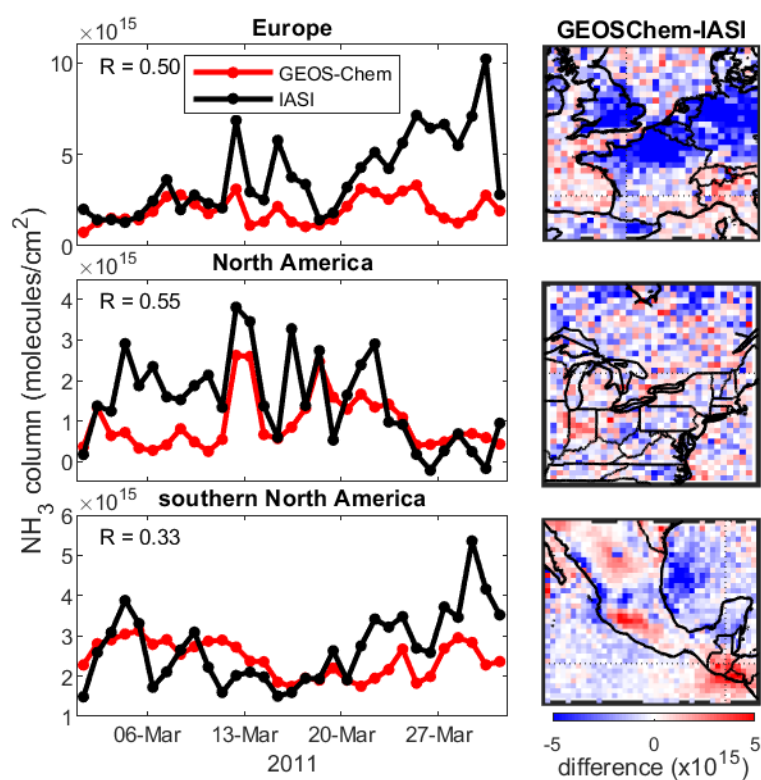 × 10^15
Europe
GEOSChem-IASI
10
5
0
R = 0.50
GEOS-Chem
IASI
× 10^15
North America
4
3
2
1
0
R = 0.55
NH3 column (molecules/cm^2)
× 10^15
southern North America
6
5
4
3
2
1
R = 0.33
06-Mar
13-Mar
20-Mar
27-Mar
2011
-5
0
5
difference (x10^15)